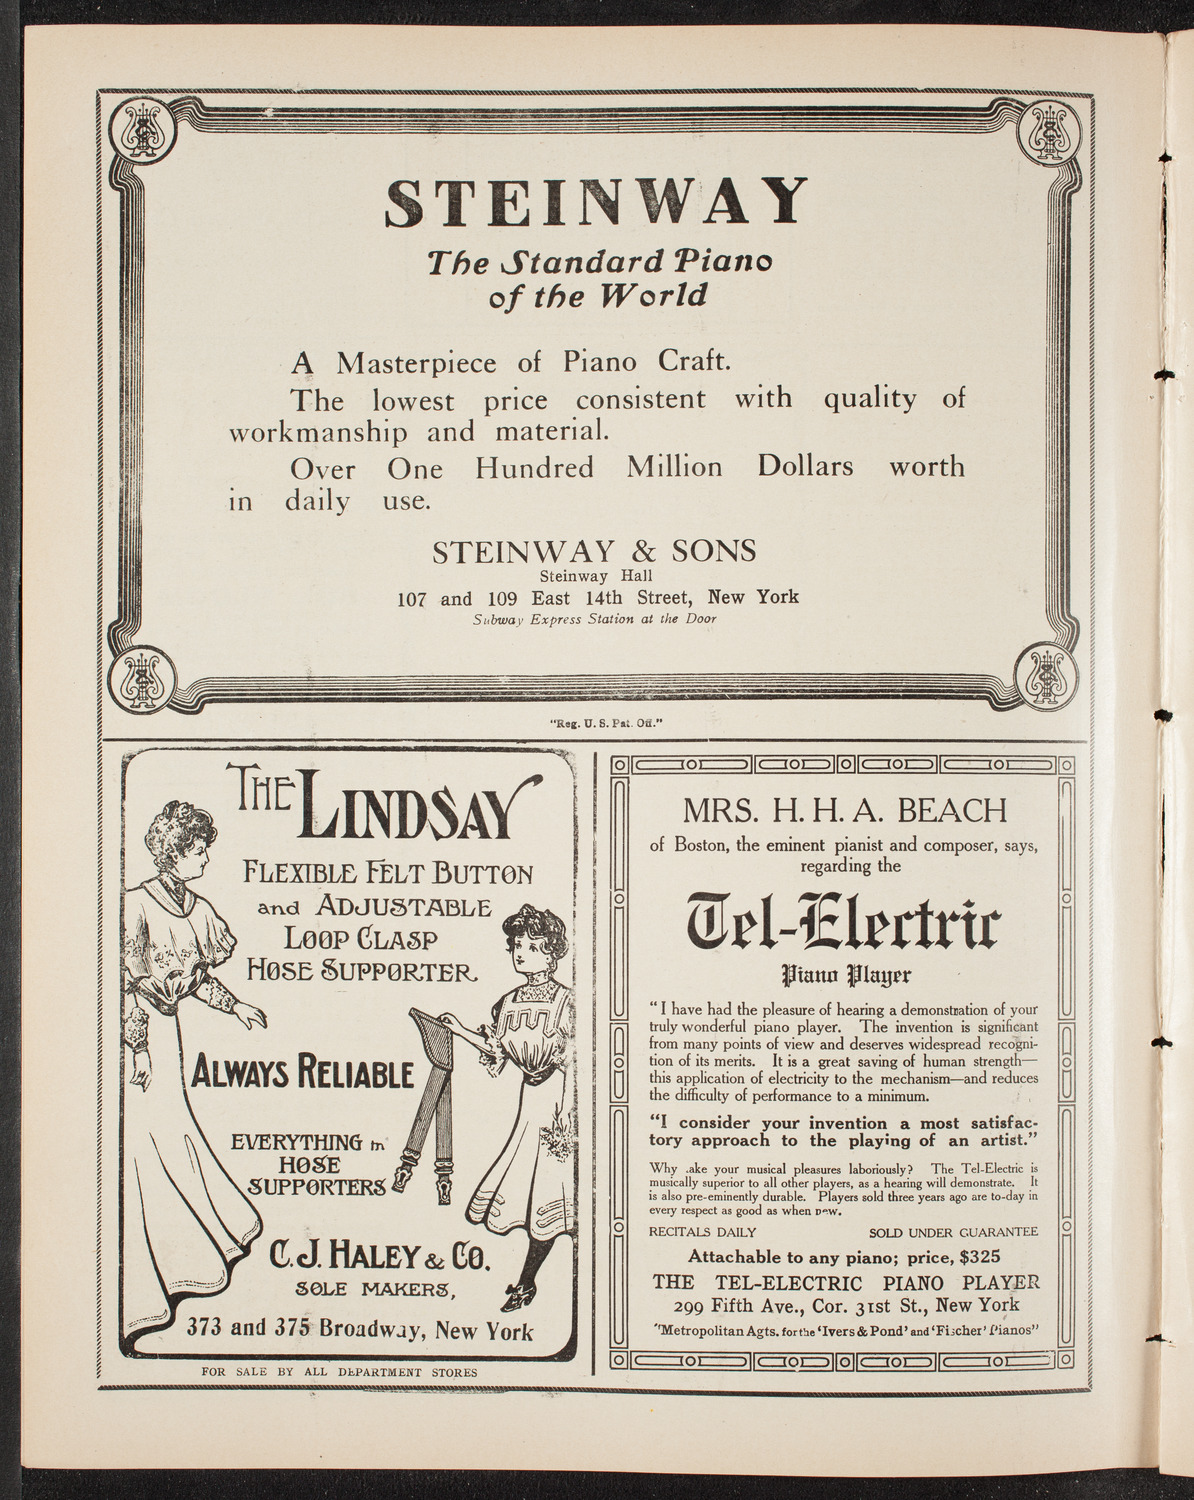 STEINWAY
The Standard Piano
of the World
A Masterpiece of Piano Craft.
The lowest price consistent with quality of
workmanship and material.
Over One Hundred Million Dollars worth
in daily use.
STEINWAY & SONS
Steinway Hall
107 and 109 East 14th Street, New York
Subway Express Station at the Door
"Reg. U. S. Pat. Off."
THE LINDSAY
FLEXIBLE FELT BUTTON
and ADJUSTABLE
LOOP CLASP
HOSE SUPPORTER
ALWAYS RELIABLE
EVERYTHING in
HOSE
SUPPORTERS
C. J. HALEY & CO.
SOLE MAKERS,
373 and 375 Broadway, New York
FOR SALE BY ALL DEPARTMENT STORES
MRS. H. H. A. BEACH
of Boston, the eminent pianist and composer, says,
regarding the
Tel-Electric
Piano Player
"I have had the pleasure of hearing a demonstration of your
truly wonderful piano player. The invention is significant
from many points of view and deserves widespread recogni-
tion of its merits. It is a great saving of human strength—
this application of electricity to the mechanism—and reduces
the difficulty of performance to a minimum.
"I consider your invention a most satisfac-
tory approach to the playing of an artist."
Why .ake your musical pleasures laboriously? The Tel-Electric is
musically superior to all other players, as a hearing will demonstrate. It
is also pre-eminently durable. Players sold three years ago are to-day in
every respect as good as when new.
RECITALS DAILY SOLD UNDER GUARANTEE
Attachable to any piano; price, $325
THE TEL-ELECTRIC PIANO PLAYER
299 Fifth Ave., Cor. 31st St., New York
"Metropolitan Agts. for the 'Ivers & Pond' and 'Fischer' Pianos"